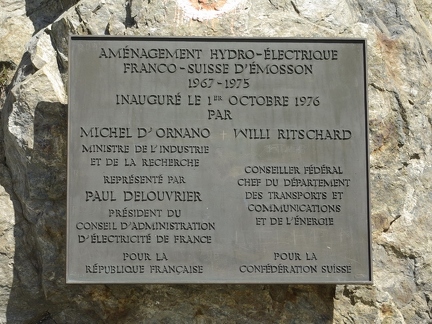 AMÉNAGEMENT HYDRO-ÉLECTRIQUE
FRANCO-SUISSE D'ÉMOSSON
1967-1975
INAUGURÉ LE 1ER OCTOBRE 1976
PAR
MICHEL D'ORNANO
MINISTRE DE L'INDUSTRIE
ET DE LA RECHERCHE
REPRÉSENTÉ PAR
PAUL DELOUVRIER
PRÉSIDENT DU
CONSEIL D'ADMINISTRATION
D'ÉLECTRICITÉ DE FRANCE
POUR LA
RÉPUBLIQUE FRANÇAISE
WILLI RITSCHARD
CONSEILLER FÉDÉRAL
CHEF DU DÉPARTEMENT
DES TRANSPORTS ET
COMMUNICATIONS
ET DE L'ÉNERGIE
POUR LA
CONFÉDÉRATION SUISSE